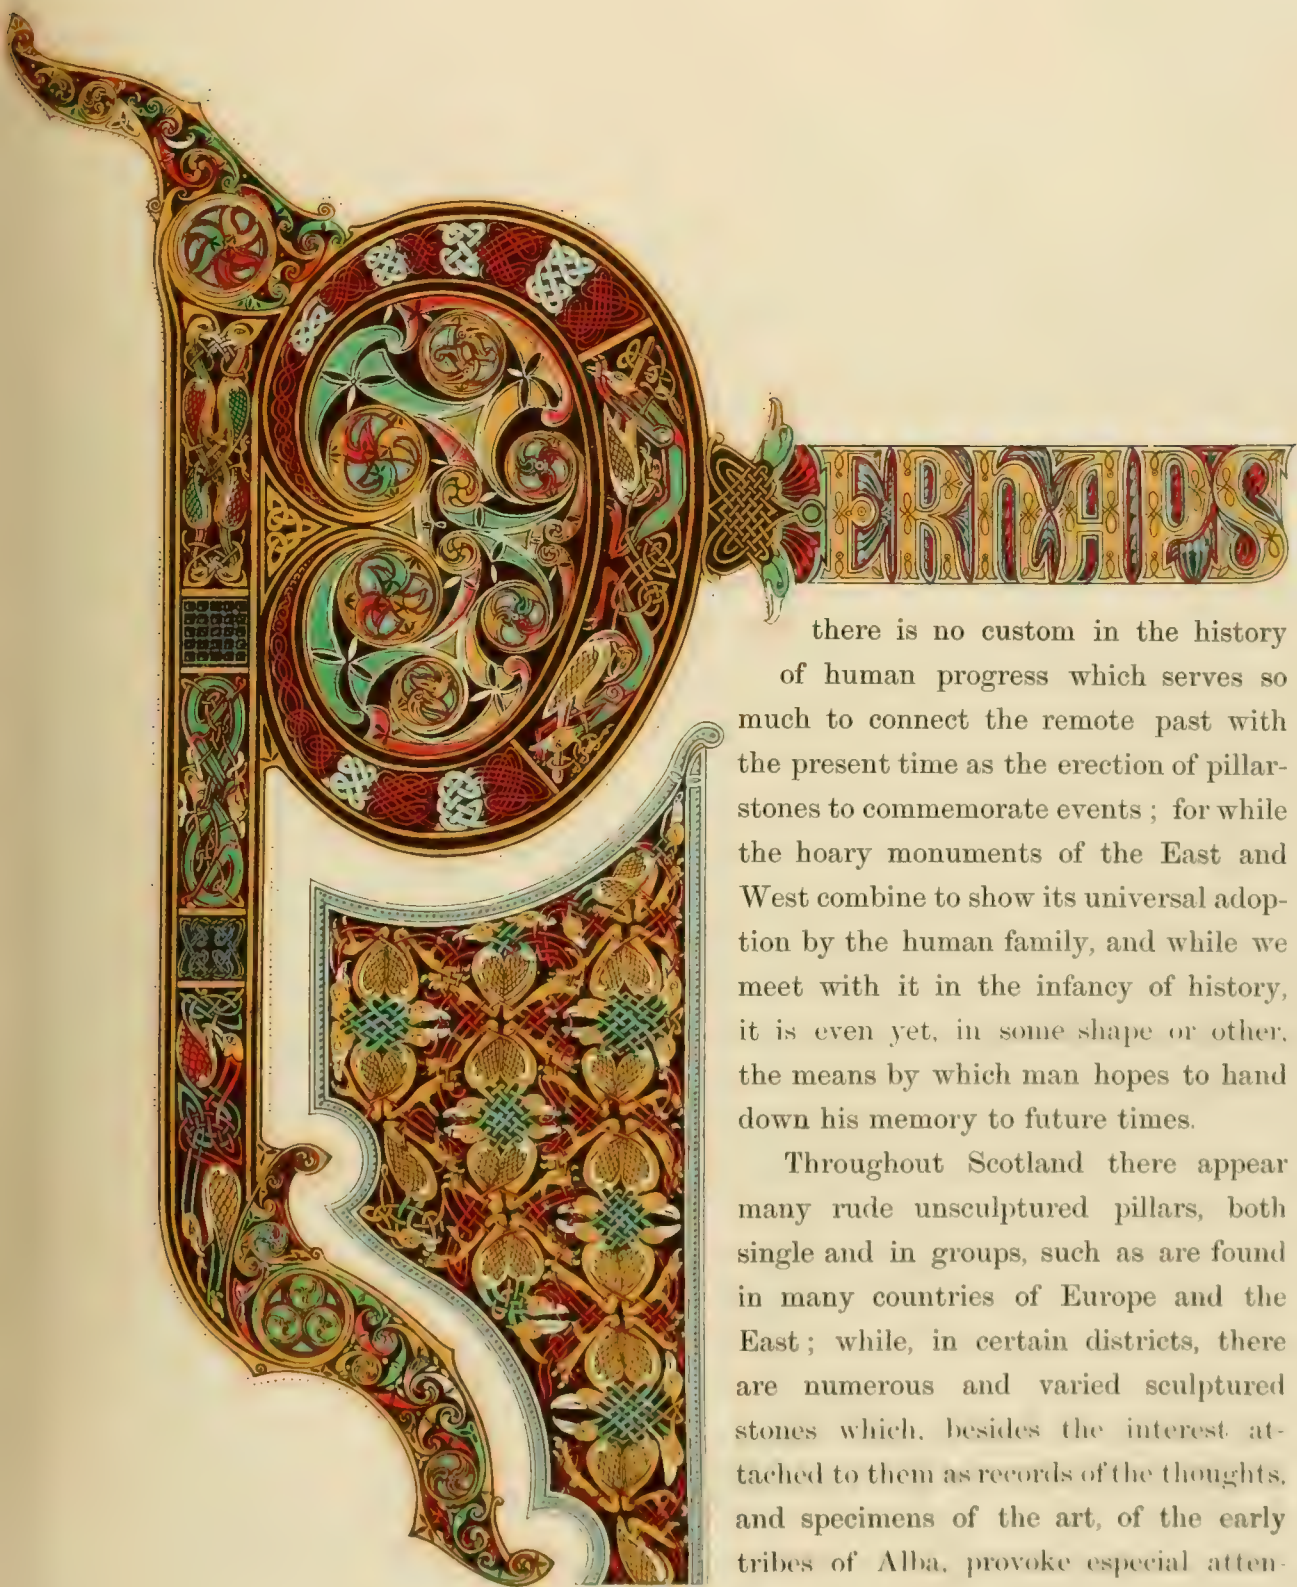 PERHAPS
there is no custom in the history
of human progress which serves so
much to connect the remote past with
the present time as the erection of pillar-
stones to commemorate events ; for while
the hoary monuments of the East and
West combine to show its universal adop-
tion by the human family, and while we
meet with it in the infancy of history,
it is even yet, in some shape or other,
the means by which man hopes to hand
down his memory to future times.
Throughout Scotland there appear
many rude unsculptured pillars, both
single and in groups, such as are found
in many countries of Europe and the
East ; while, in certain districts, there
are numerous and varied sculptured
stones which, besides the interest at-
tached to them as records of the thoughts,
and specimens of the art, of the early
tribes of Alba, provoke especial atten-